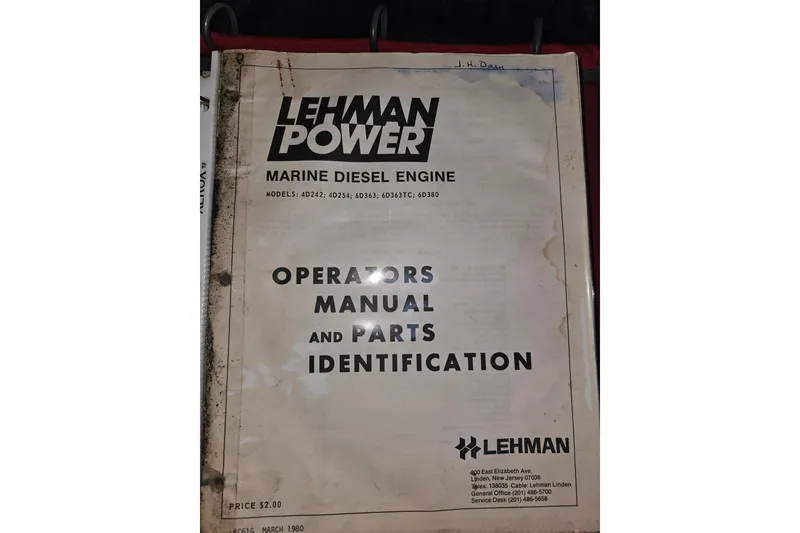 J. H. Dean
LEHMAN
POWER
MARINE DIESEL ENGINE
MODELS: 4D242; 4D254; 6D363; 6D363TC; 6D380
XEROX
OPERATORS
MANUAL
AND PARTS
IDENTIFICATION
LEHMAN
800 East Elizabeth Ave.
Linden, New Jersey 07036
Telex: 138035 Cable: Lehman Linden
General Office (201) 486-5700
Service Desk (201) 486-5658
PRICE $2.00
AC61G MARCH 1980